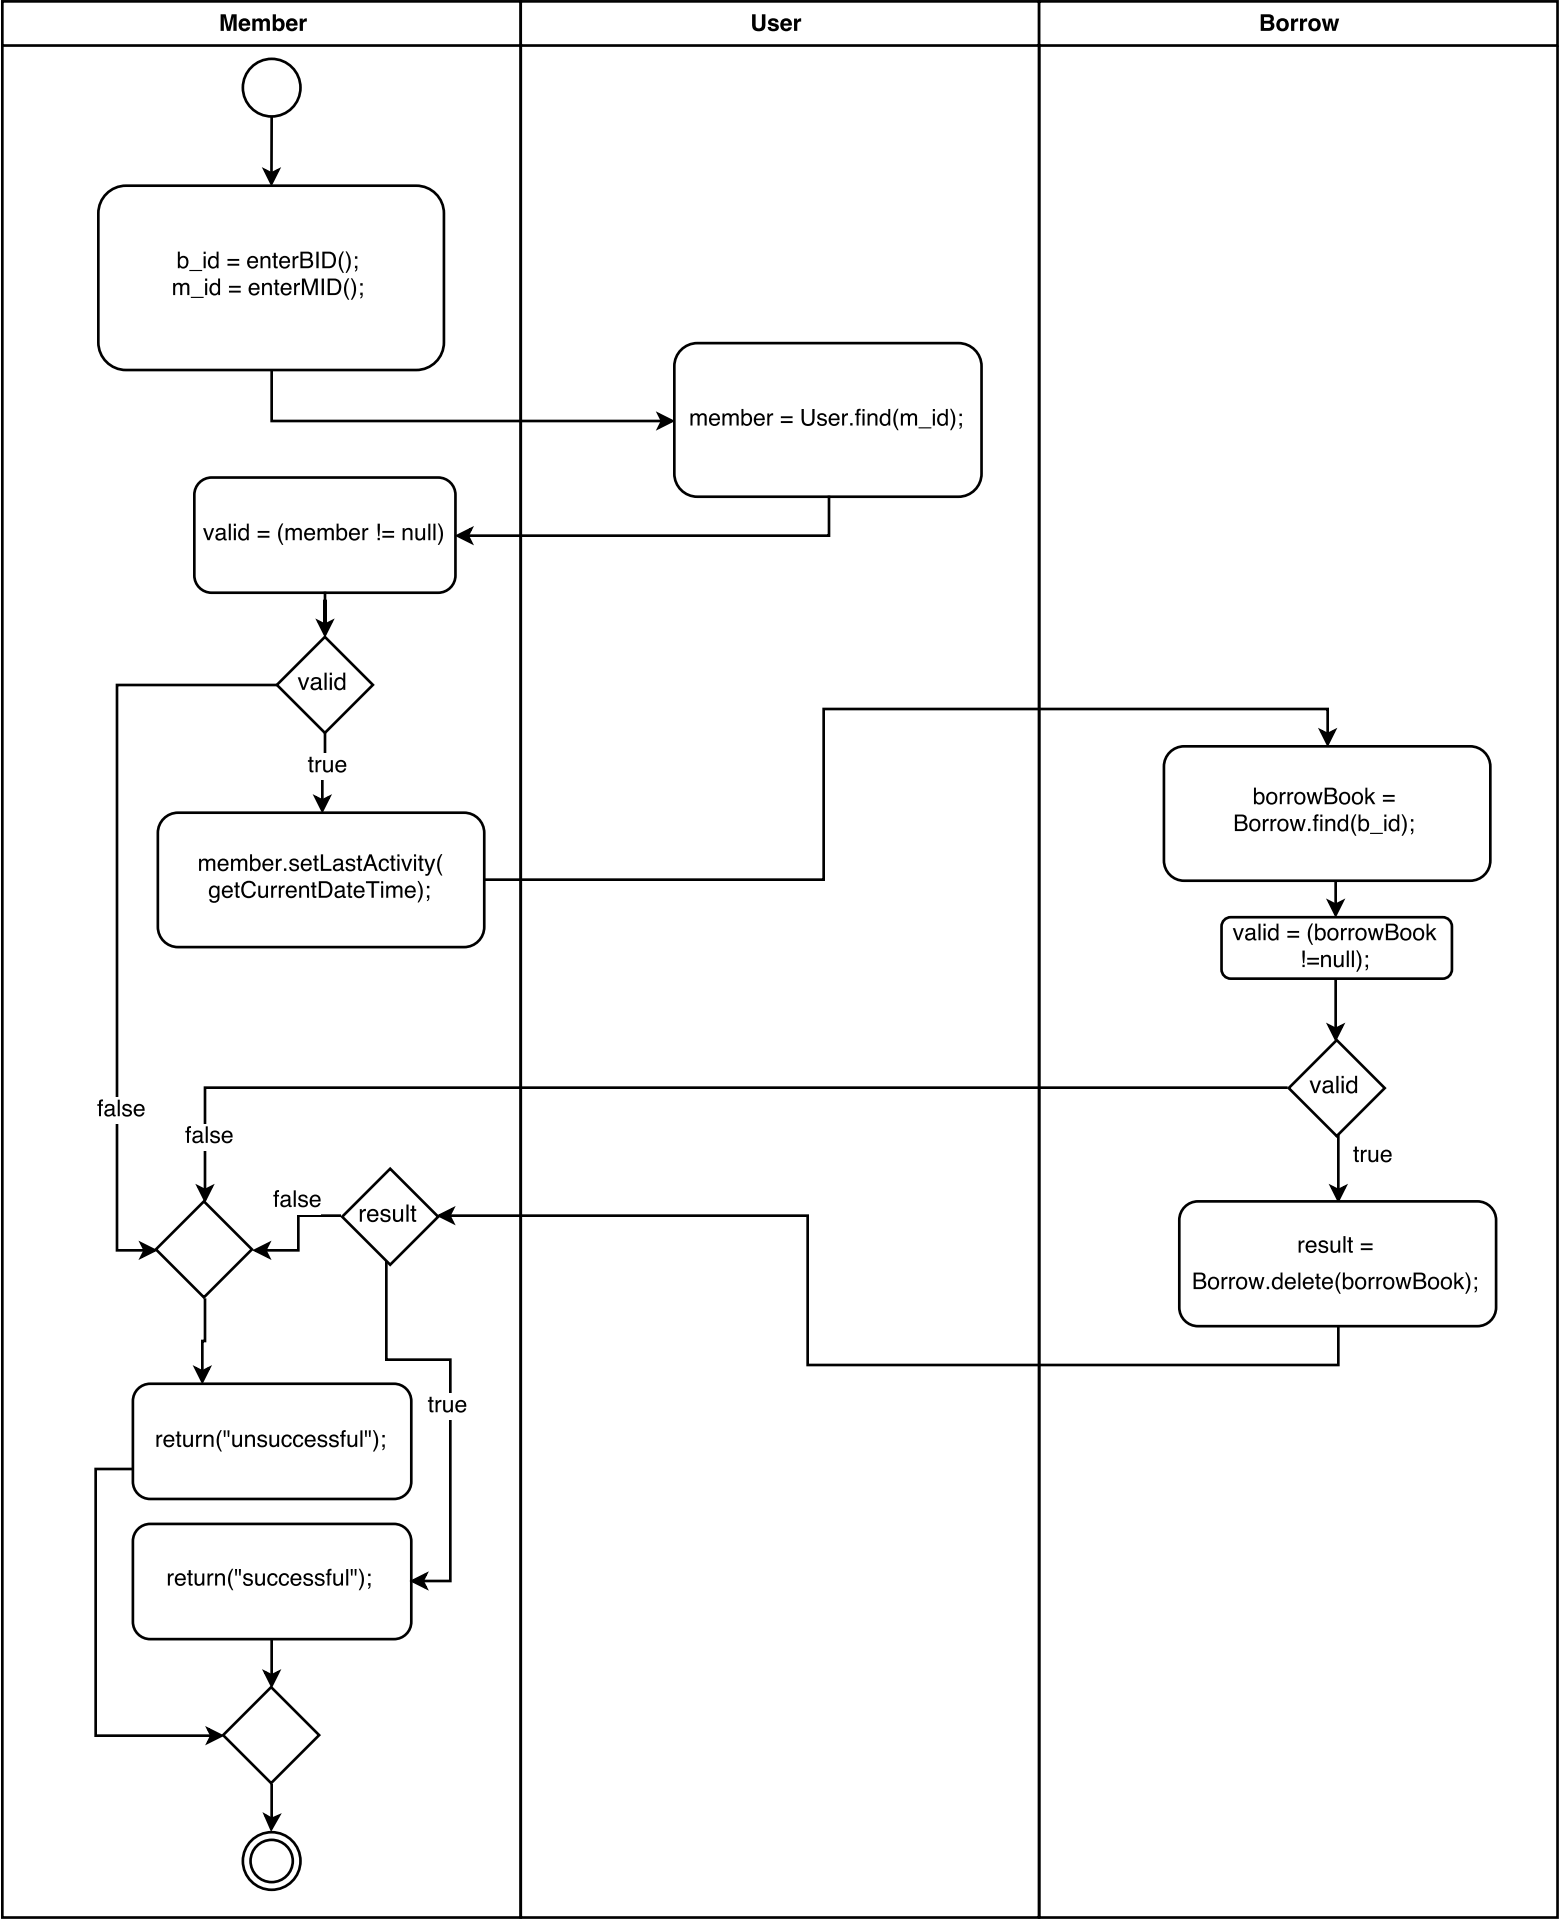 Member
User
Borrow
b_id = enterBID();
m_id = enterMID();
member = User.find(m_id);
valid = (member != null)
valid
true
member.setLastActivity(
getCurrentDateTime);
borrowBook =
Borrow.find(b_id);
valid = (borrowBook
!=null);
valid
true
false
false
false
result
result =
Borrow.delete(borrowBook);
true
return("unsuccessful");
return("successful");